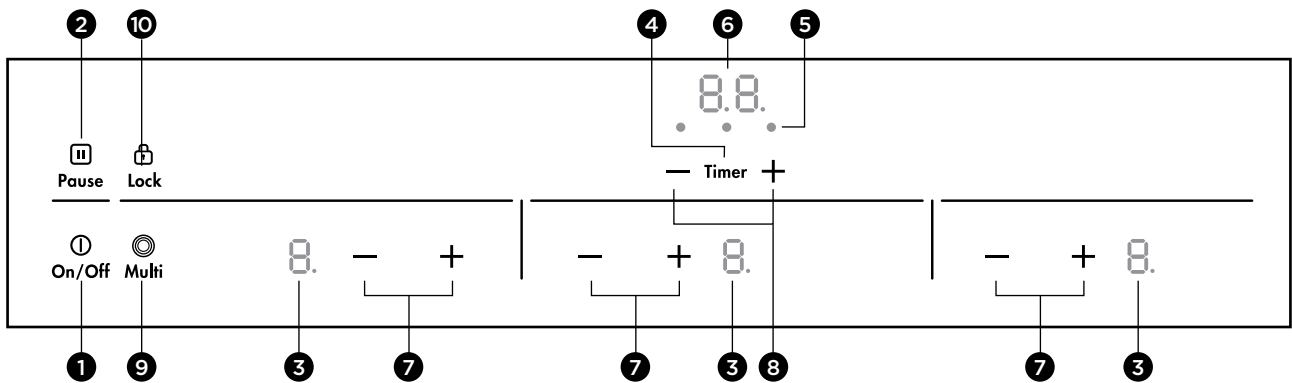 2 10 4 6 5
8.8.
Pause Lock − Timer +
On/Off Multi 8. − + − + 8. − + 8.
1 9 3 7 7 3 8 7 3